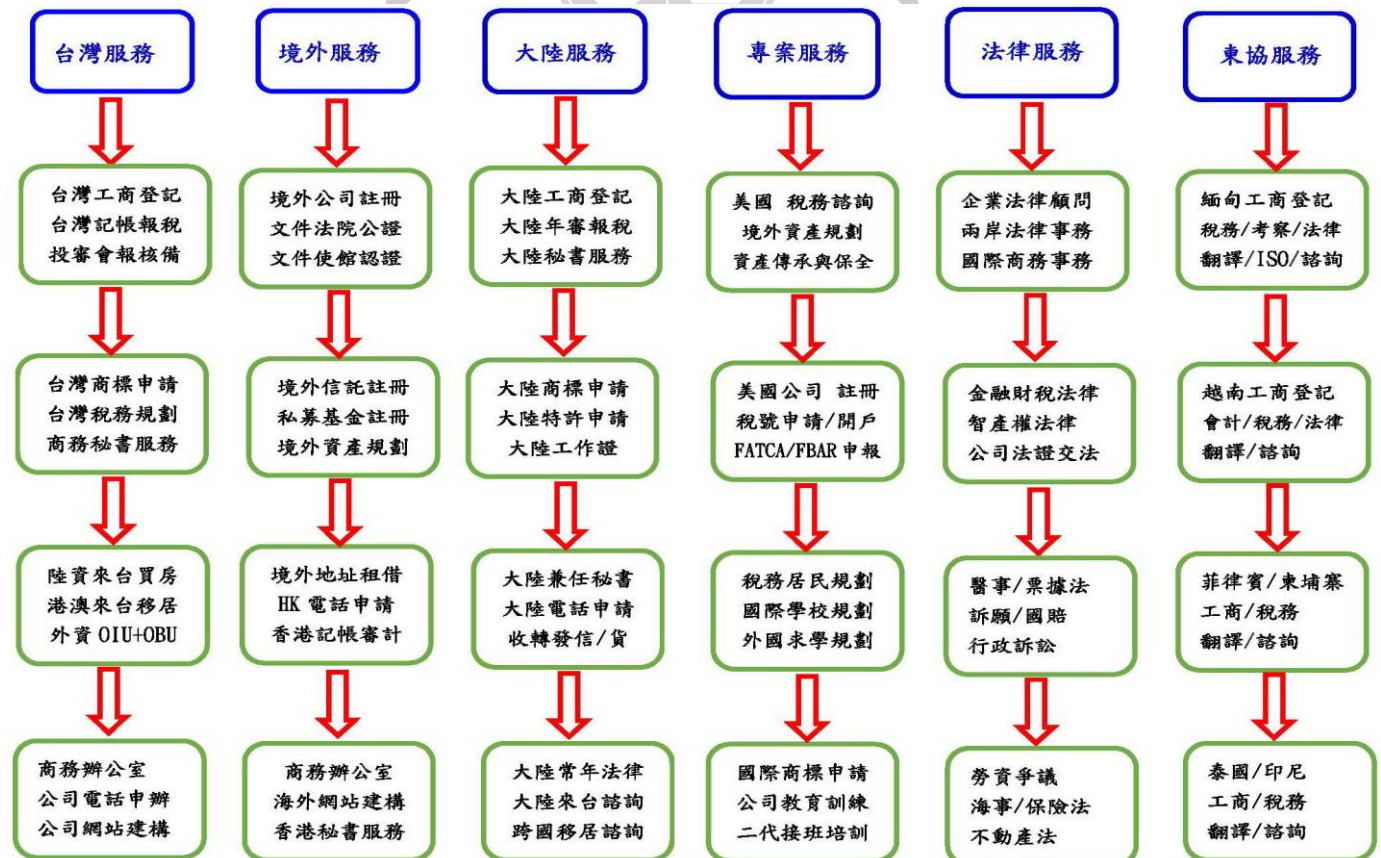 台灣服務
台灣工商登記
台灣記帳報稅
投審會報核備
台灣商標申請
台灣稅務規劃
商務秘書服務
陸資來台買房
港澳來台移居
外資 OIU+OBU
商務辦公室
公司電話申辦
公司網站建構
境外服務
境外公司註冊
文件法院公證
文件使館認證
境外信託註冊
私募基金註冊
境外資產規劃
境外地址租借
HK 電話申請
香港記帳審計
商務辦公室
海外網站建構
香港秘書服務
大陸服務
大陸工商登記
大陸年審報稅
大陸秘書服務
大陸商標申請
大陸特許申請
大陸工作證
大陸兼任秘書
大陸電話申請
收轉發信/貨
大陸常年法律
大陸來台諮詢
跨國移居諮詢
專案服務
美國 稅務諮詢
境外資產規劃
資產傳承與保全
美國公司 註冊
稅號申請/開戶
FATCA/FBAR 申報
稅務居民規劃
國際學校規劃
外國求學規劃
國際商標申請
公司教育訓練
二代接班培訓
法律服務
企業法律顧問
兩岸法律事務
國際商務事務
金融財稅法律
智產權法律
公司法證交法
醫事/票據法
訴願/國賠
行政訴訟
勞資爭議
海事/保險法
不動產法
東協服務
緬甸工商登記
稅務/考察/法律
翻譯/ISO/諮詢
越南工商登記
會計/稅務/法律
翻譯/諮詢
菲律賓/柬埔寨
工商/稅務
翻譯/諮詢
泰國/印尼
工商/稅務
翻譯/諮詢